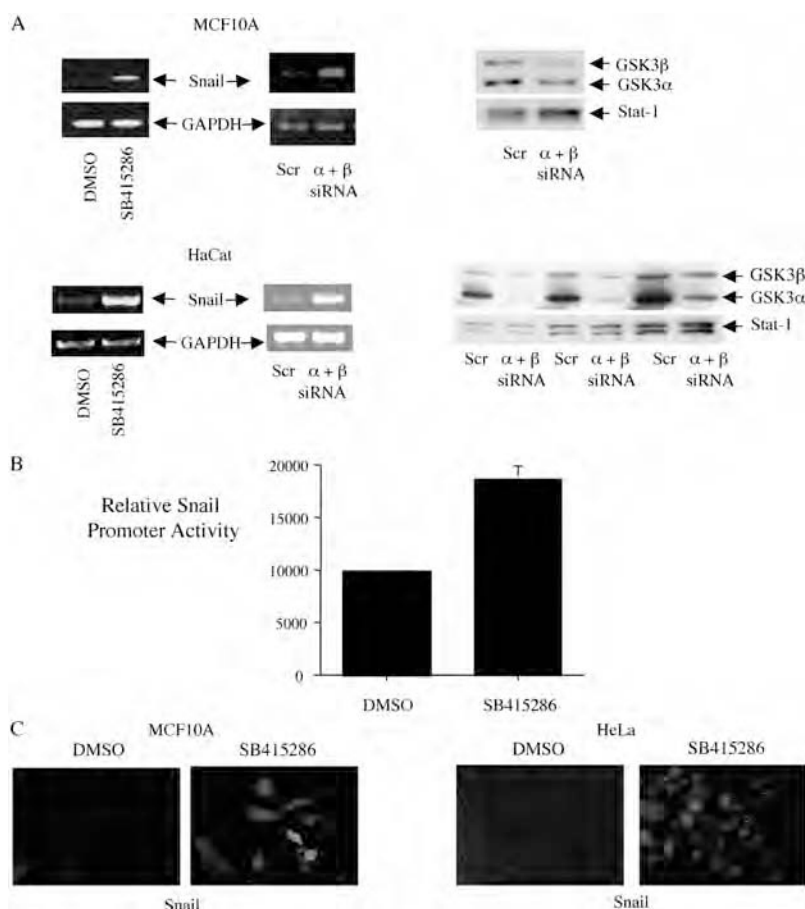 A
MCF10A
Snail
GAPDH
DMSO
SB415286
Scr α + β
siRNA
GSK3β
GSK3α
Stat-1
Scr α + β
siRNA
HaCat
Snail
GAPDH
DMSO
SB415286
Scr α + β
siRNA
GSK3β
GSK3α
Stat-1
Scr α + β Scr α + β Scr α + β
siRNA siRNA siRNA
B
Relative Snail
Promoter Activity
20000
15000
10000
5000
0
DMSO SB415286
C
MCF10A HeLa
DMSO SB415286 DMSO SB415286
Snail Snail